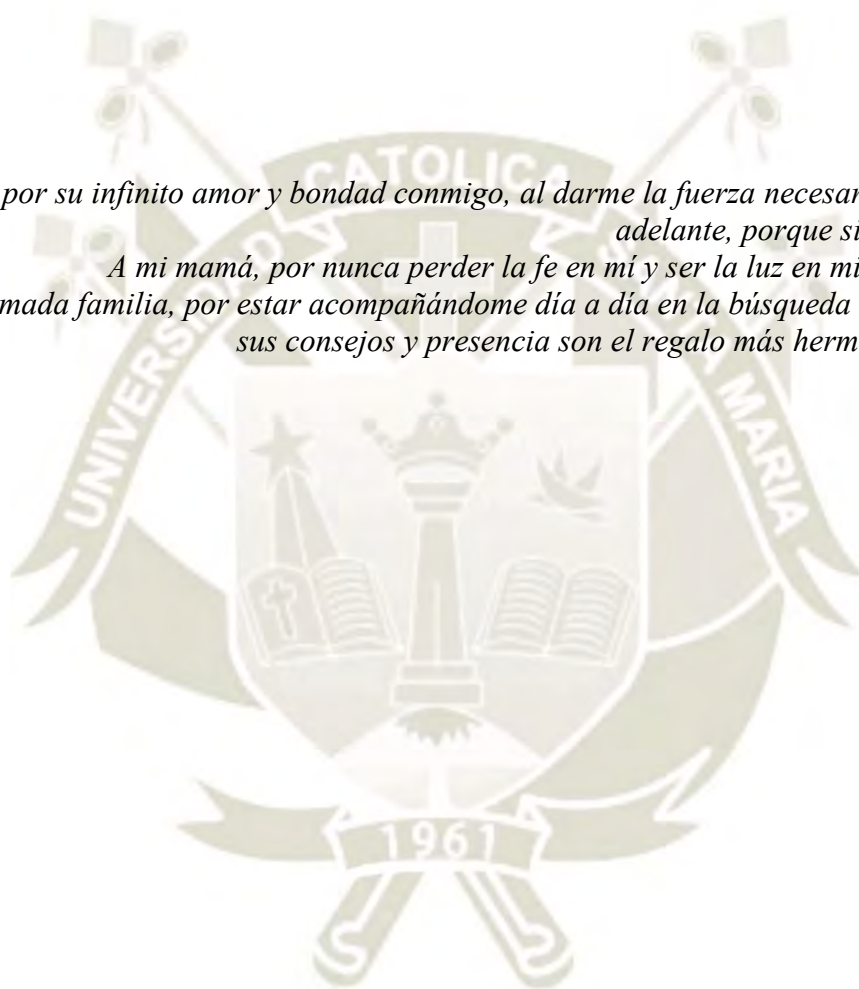 por su infinito amor y bondad conmigo, al darme la fuerza necesar
adelante, porque si
A mi mamá, por nunca perder la fe en mí y ser la luz en mi
mada familia, por estar acompañándome día a día en la búsqueda
sus consejos y presencia son el regalo más herm
UNIVERSIDAD CATOLICA MARIA
1961